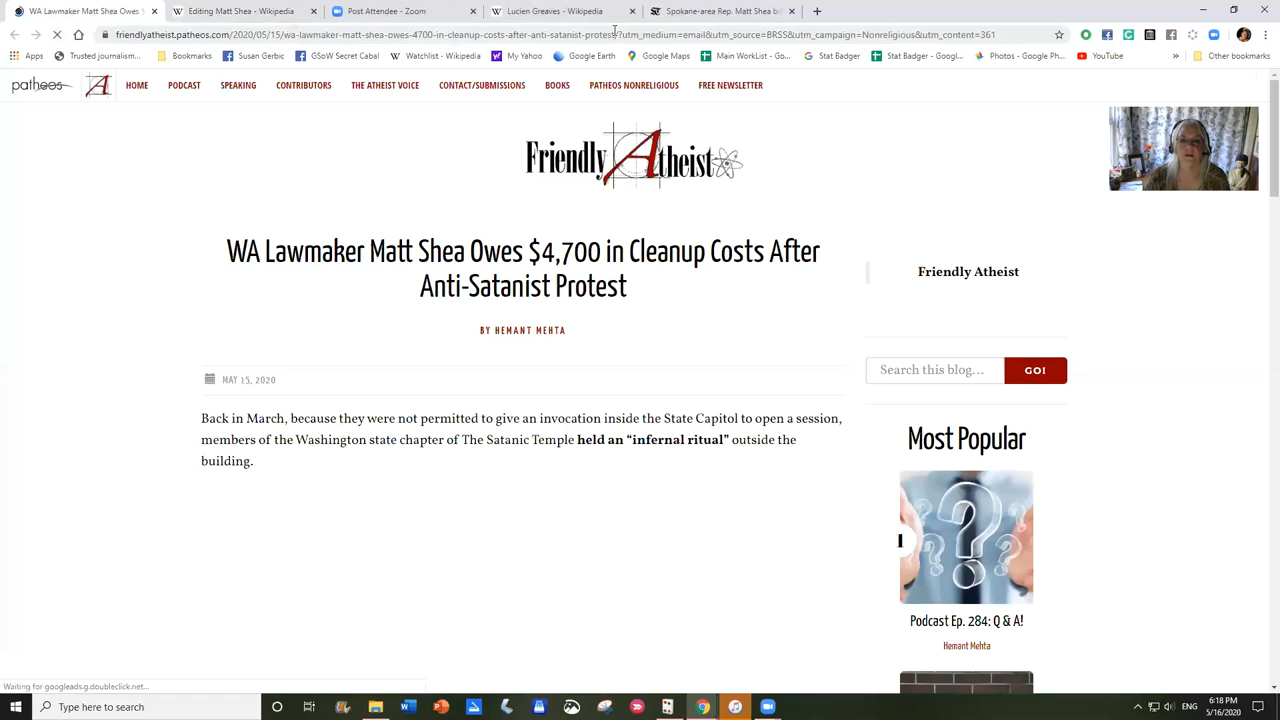 WA Lawmaker Matt Shea Owes $
Editing Matt Shea - Wikipedia
Post Attendee - Zoom
Lucien Greaves - Wikipedia
Spokane-area Rep. Matt Shea bil
friendlyatheist.patheos.com/2020/05/15/wa-lawmaker-matt-shea-owes-4700-in-cleanup-costs-after-anti-satanist-protest/?utm_medium=email&utm_source=BRSS&utm_campaign=Nonreligious&utm_content=361
Apps
Trusted Media
Bookmark
Susan Gerbic
GSoW Secret Cabal
Watchlist - Wikipedia
My Yahoo
Google Earth
Google Maps
Main WorkList - Go...
Stat Badger
Stat Badger - Googl...
Photos - Google Ph...
YouTube
Other bookmarks
patheos
A
HOME
PODCAST
SPEAKING
CONTRIBUTORS
THE ATHEIST VOICE
CONTACT/SUBMISSIONS
BOOKS
PATHEOS NONRELIGIOUS
FREE NEWSLETTER
Friendly Atheist
WA Lawmaker Matt Shea Owes $4,700 in Cleanup Costs After
Anti-Satanist Protest
BY HEMANT MEHTA
MAY 15, 2020
Back in March, because they were not permitted to give an invocation inside the State Capitol to open a session,
members of the Washington state chapter of The Satanic Temple held an “infernal ritual” outside the
building.
Friendly Atheist
Search this blog...
GO!
Most Popular
Podcast Ep. 284: Q & A!
Hemant Mehta
Waiting for googleads.g.doubleclick.net...
Type here to search
ENG
6:18 PM
5/16/2020